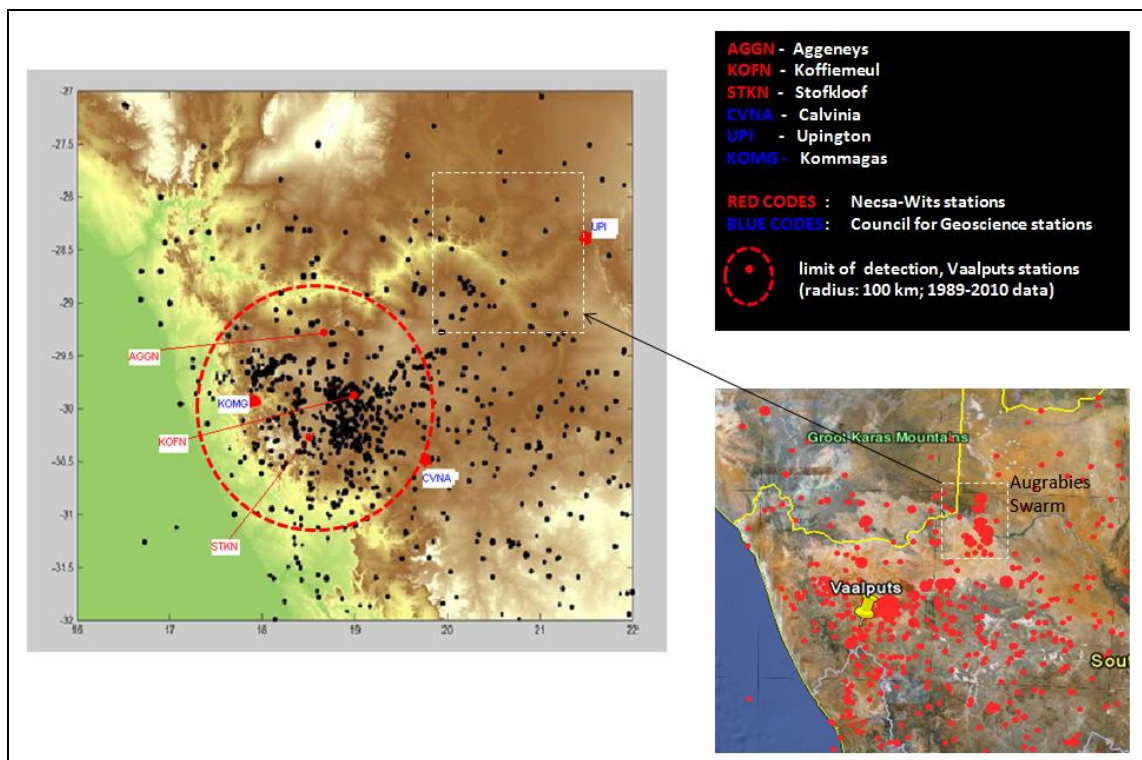 -27
-27.5
-28
-28.5
-29
-29.5
-30
-30.5
-31
-31.5
-32
16
17
18
19
20
21
22
UPI
AGGN
KOMG
KOFN
CVNA
STKN
AGGN - Aggeneys
KOFN - Koffiemeul
STKN - Stofkloof
CVNA - Calvinia
UPI - Upington
KOMG - Kommagas
RED CODES : Necsa-Wits stations
BLUE CODES: Council for Geoscience stations
limit of detection, Vaalputs stations
(radius: 100 km; 1989-2010 data)
Groot Karas Mountains
Augrabies
Swarm
Vaalputs
Sout